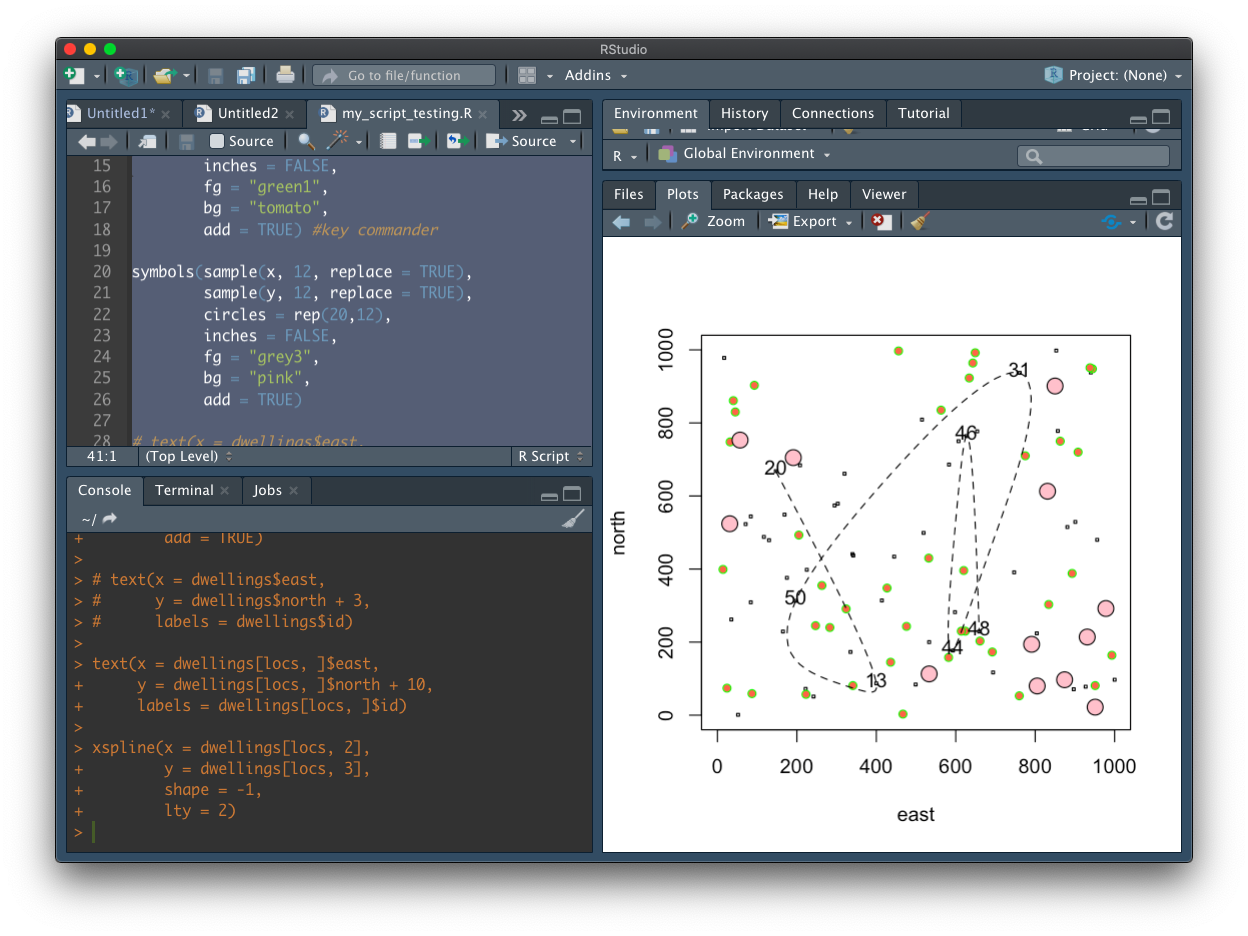 RStudio
Go to file/function
Addins
Project: (None)
Untitled1*
Untitled2
my_script_testing.R
Source
Source
15 inches = FALSE,
16 fg = "green1",
17 bg = "tomato",
18 add = TRUE) #key commander
19
20 symbols(sample(x, 12, replace = TRUE),
21 sample(y, 12, replace = TRUE),
22 circles = rep(20,12),
23 inches = FALSE,
24 fg = "grey3",
25 bg = "pink",
26 add = TRUE)
27
28 # text(x = dwellings$east,
41:1 (Top Level) R Script
Console Terminal Jobs
~/
+ add = TRUE)
>
> # text(x = dwellings$east,
> # y = dwellings$north + 3,
> # labels = dwellings$id)
>
> text(x = dwellings[locs, ]$east,
+ y = dwellings[locs, ]$north + 10,
+ labels = dwellings[locs, ]$id)
>
> xspline(x = dwellings[locs, 2],
+ y = dwellings[locs, 3],
+ shape = -1,
+ lty = 2)
>
Environment History Connections Tutorial
Import Dataset
R Global Environment
Files Plots Packages Help Viewer
Zoom Export
1000
800
600
400
200
0
north
31
46
20
50
48
44
13
0 200 400 600 800 1000
east